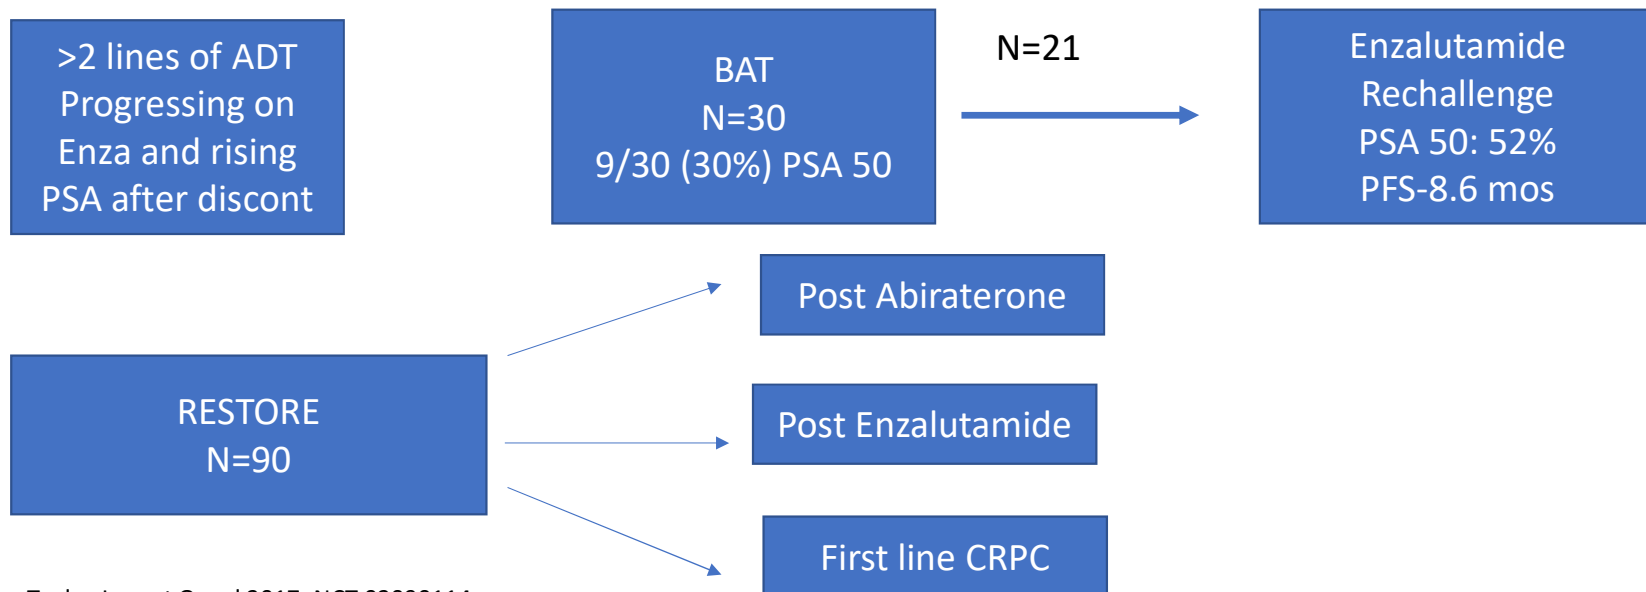 >2 lines of ADT
Progressing on
Enza and rising
PSA after discont
BAT
N=30
9/30 (30%) PSA 50
N=21
Enzalutamide
Rechallenge
PSA 50: 52%
PFS-8.6 mos
RESTORE
N=90
Post Abiraterone
Post Enzalutamide
First line CRPC